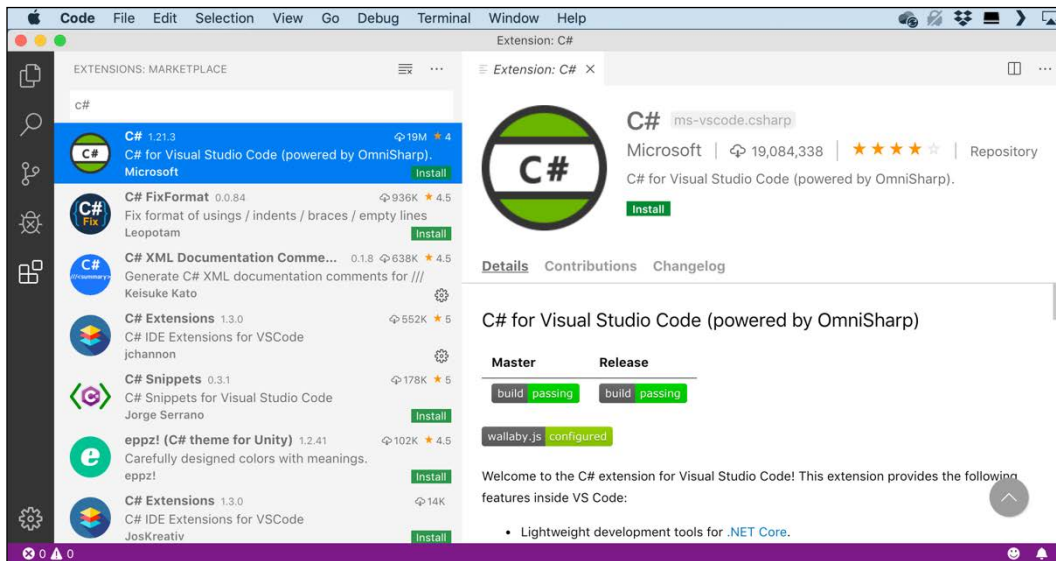 Code File Edit Selection View Go Debug Terminal Window Help
Extension: C#
EXTENSIONS: MARKETPLACE
c#
C# 1.21.3 19M ★ 4
C# for Visual Studio Code (powered by OmniSharp).
Microsoft Install
C# FixFormat 0.0.84 936K ★ 4.5
Fix format of usings / indents / braces / empty lines
Leopotam Install
C# XML Documentation Comme... 0.1.8 638K ★ 4.5
Generate C# XML documentation comments for ///
Keisuke Kato
C# Extensions 1.3.0 552K ★ 5
C# IDE Extensions for VSCode
jchannon
C# Snippets 0.3.1 178K ★ 5
C# Snippets for Visual Studio Code
Jorge Serrano Install
eppz! (C# theme for Unity) 1.2.41 102K ★ 4.5
Carefully designed colors with meanings.
eppz! Install
C# Extensions 1.3.0 14K
C# IDE Extensions for VSCode
JosKreativ Install
Extension: C#
C#
C# ms-vscode.csharp
Microsoft | 19,084,338 | ★★★★☆ | Repository
C# for Visual Studio Code (powered by OmniSharp).
Install
Details Contributions Changelog
C# for Visual Studio Code (powered by OmniSharp)
Master Release
build passing build passing
wallaby.js configured
Welcome to the C# extension for Visual Studio Code! This extension provides the following
features inside VS Code:
• Lightweight development tools for .NET Core.
0 0